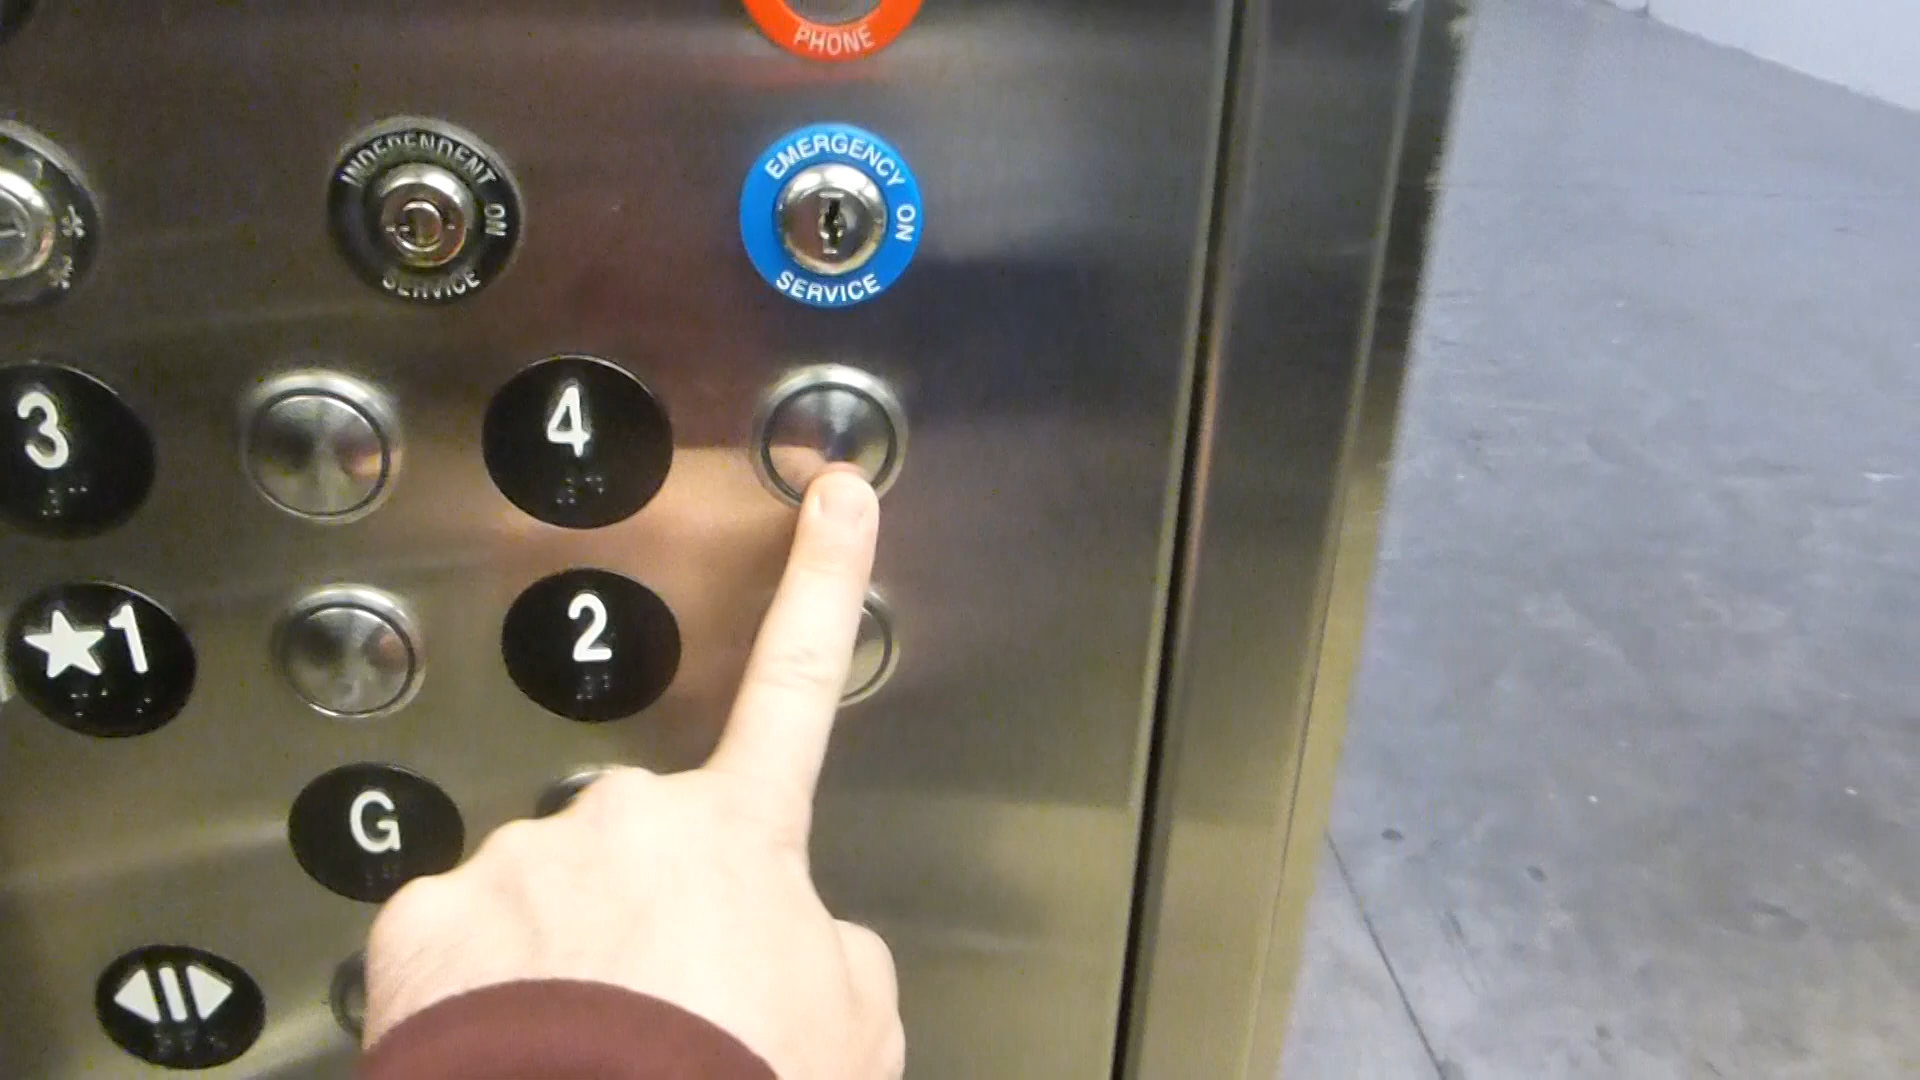 PHONE
INDEPENDENT
ON
SERVICE
EMERGENCY
ON
SERVICE
3
4
★1
2
G